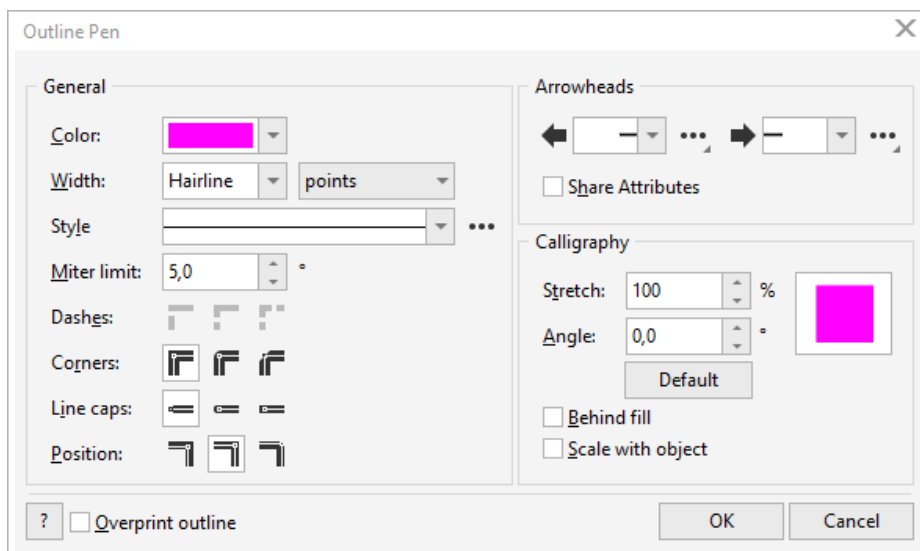 Outline Pen
General
Color:
Width: Hairline points
Style
Miter limit: 5,0 °
Dashes:
Corners:
Line caps:
Position:
Arrowheads
Share Attributes
Calligraphy
Stretch: 100 %
Angle: 0,0 °
Default
Behind fill
Scale with object
? Overprint outline
OK Cancel